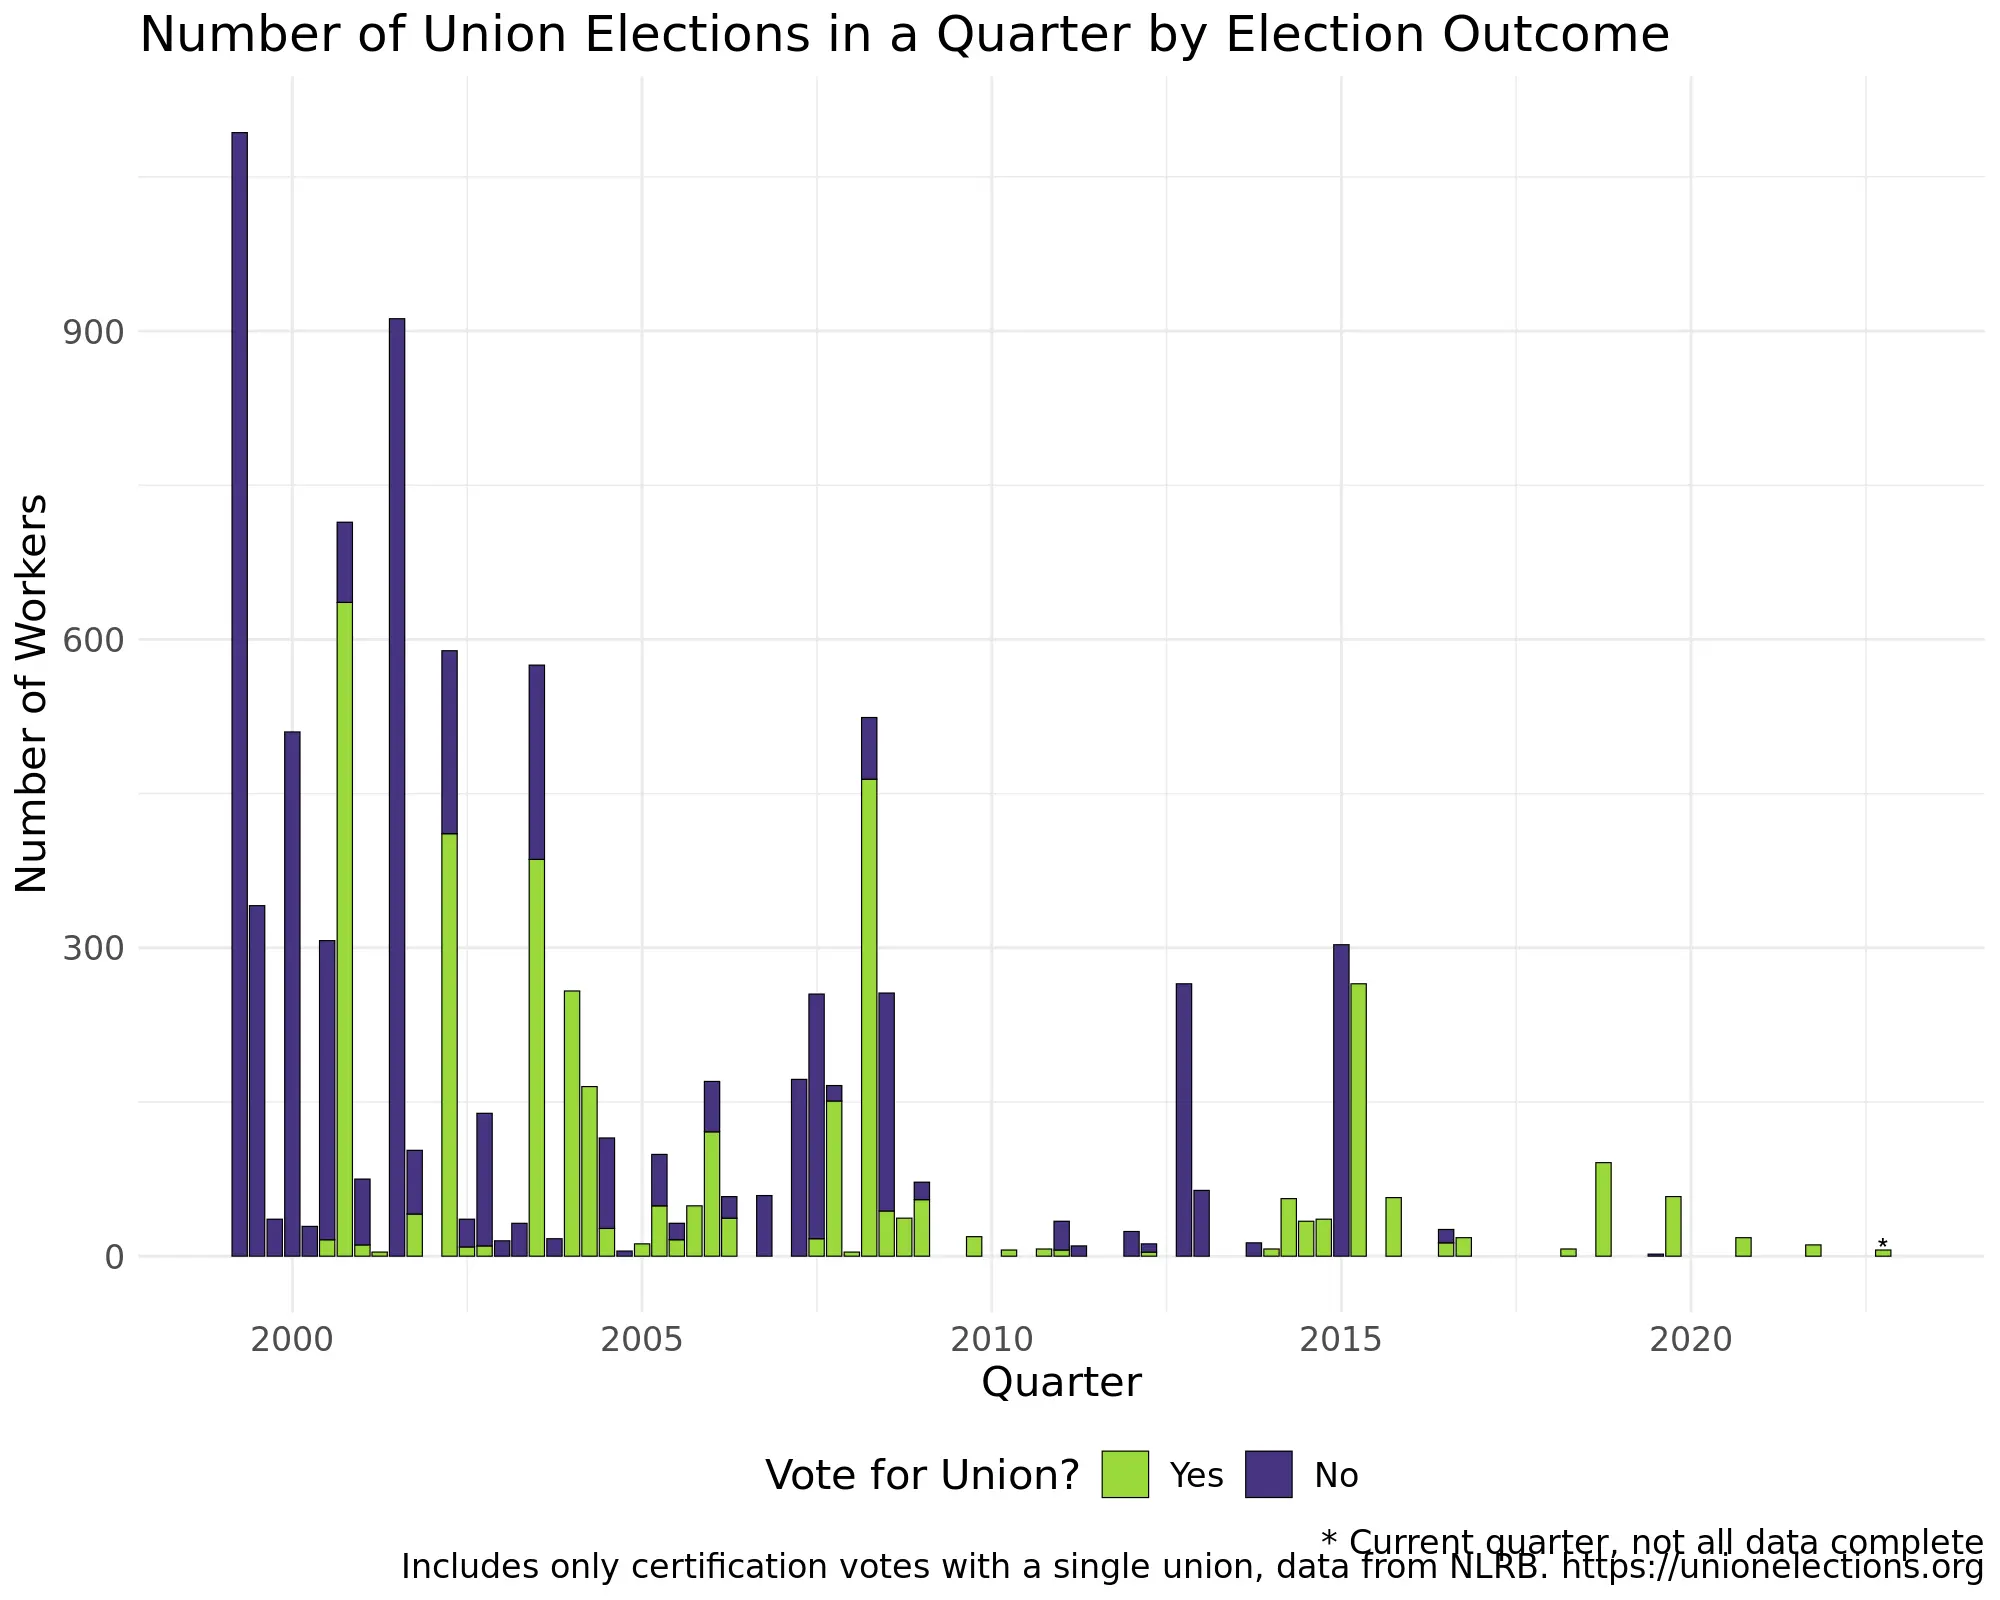 Number of Union Elections in a Quarter by Election Outcome
Number of Workers
900
600
300
0
*
2000 2005 2010 2015 2020
Quarter
Vote for Union? Yes No
* Current quarter, not all data complete
Includes only certification votes with a single union, data from NLRB. https://unionelections.org